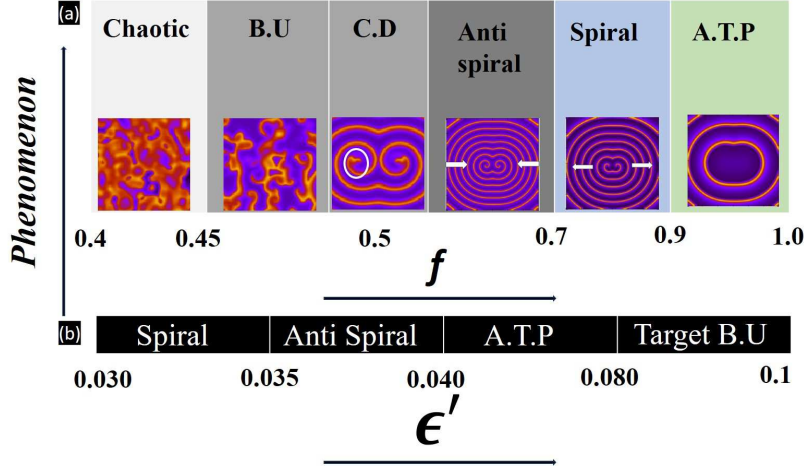 (a)
Chaotic B.U C.D Anti spiral Spiral A.T.P
Phenomenon
0.4 0.45 0.5 0.7 0.9 1.0
f
(b)
Spiral Anti Spiral A.T.P Target B.U
0.030 0.035 0.040 0.080 0.1
ϵ′